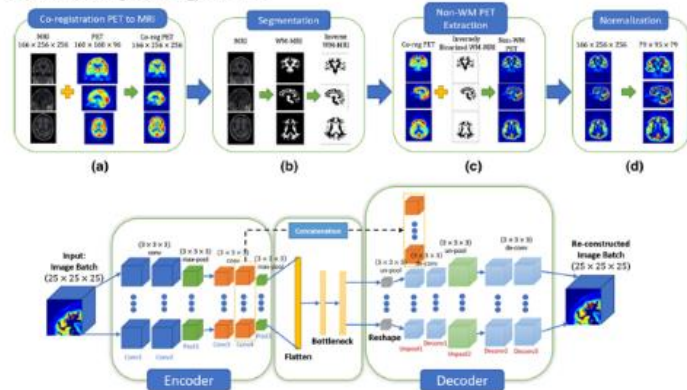 Co-registration PET to MRI
MRI
166 × 256 × 256
PET
160 × 160 × 96
Co-reg PET
166 × 256 × 256
(a)
Segmentation
MRI
WM-MRI
Inverse
WM-MRI
(b)
Non-WM PET
Extraction
Co-reg PET
Inversely
Binarized WM-MRI
Non-WM
PET
(c)
Normalization
166 × 256 × 256
79 × 95 × 79
(d)
Input:
Image Batch
(25 × 25 × 25)
(3 × 3 × 3)
conv
(3 × 3 × 3)
max-pool
(3 × 3 × 3)
conv
(3 × 3 × 3)
max-pool
Conv1
Conv2
Pool1
Conv3
Conv4
Pool2
Encoder
Concatenation
Flatten
Bottleneck
Reshape
(3 × 3 × 3)
un-pool
(3 × 3 × 3)
de-conv
(3 × 3 × 3)
un-pool
(3 × 3 × 3)
de-conv
Unpool1
Deconv1
Unpool2
Deconv2
Deconv3
Decoder
Re-constructed
Image Batch
(25 × 25 × 25)